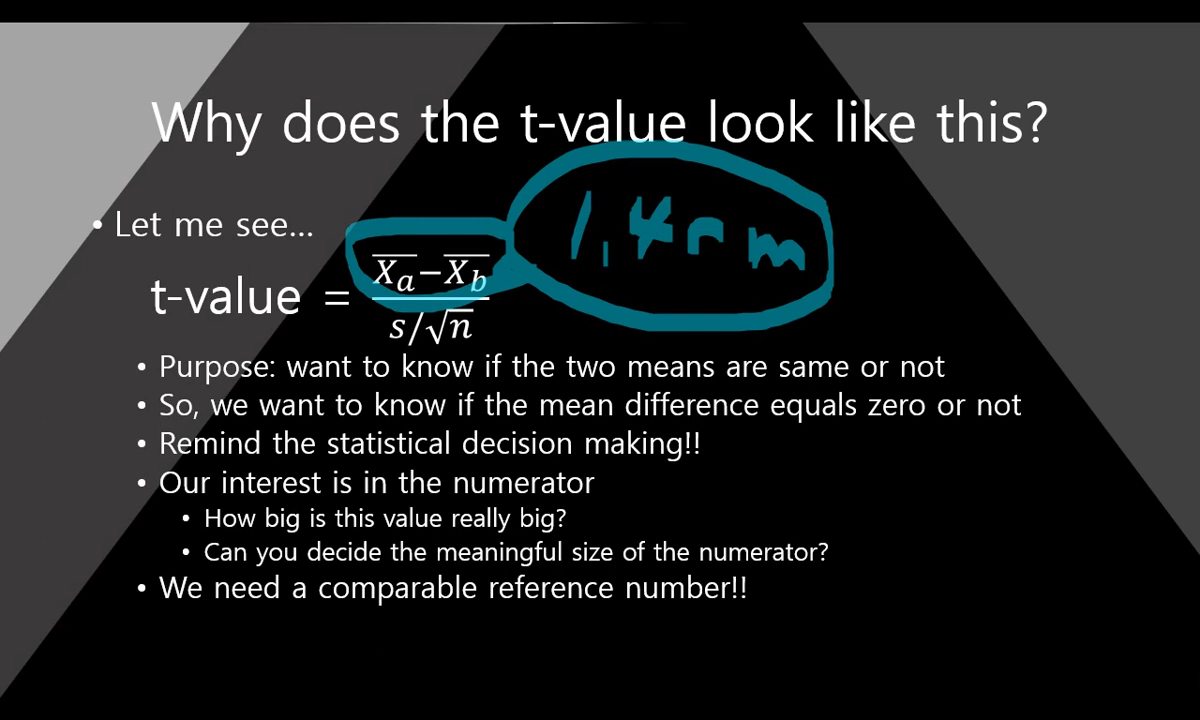 Why does the t-value look like this?
• Let me see...
t-value = (X̅a−X̅b)/(s/√n)
• Purpose: want to know if the two means are same or not
• So, we want to know if the mean difference equals zero or not
• Remind the statistical decision making!!
• Our interest is in the numerator
• How big is this value really big?
• Can you decide the meaningful size of the numerator?
• We need a comparable reference number!!